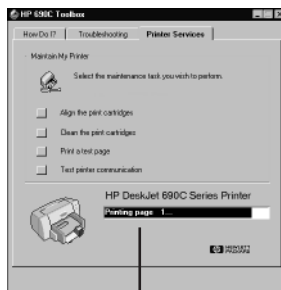 HP 690C Toolbox
How Do I? Troubleshooting Printer Services
Maintain My Printer
Select the maintenance task you wish to perform.
Align the print cartridges
Clean the print cartridges
Print a test page
Test printer communication
HP DeskJet 690C Series Printer
Printing page 1...
HEWLETT
PACKARD